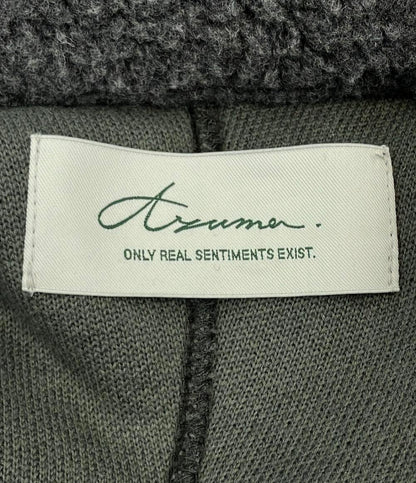 Azuma.
ONLY REAL SENTIMENTS EXIST.